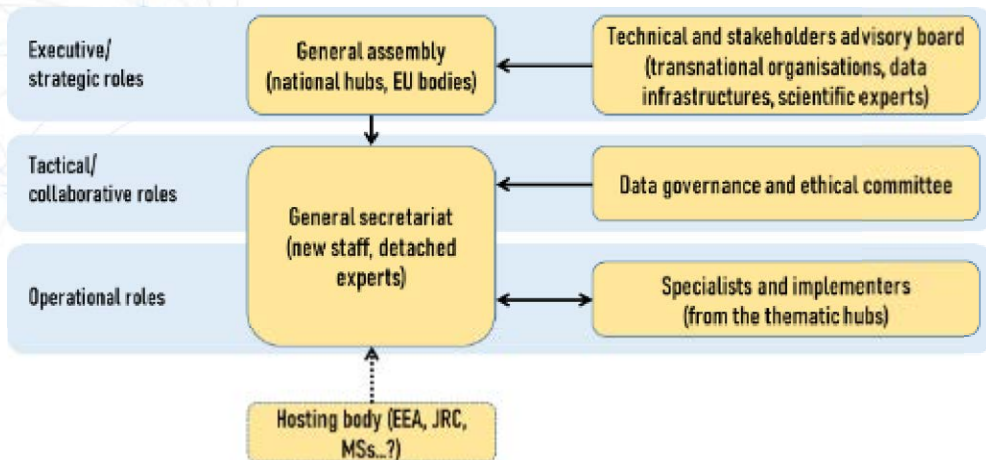 Executive/
strategic roles
General assembly
(national hubs, EU bodies)
Technical and stakeholders advisory board
(transnational organisations, data
infrastructures, scientific experts)
Tactical/
collaborative roles
General secretariat
(new staff, detached
experts)
Data governance and ethical committee
Operational roles
Specialists and implementers
(from the thematic hubs)
Hosting body (EEA, JRC,
MSs...?)